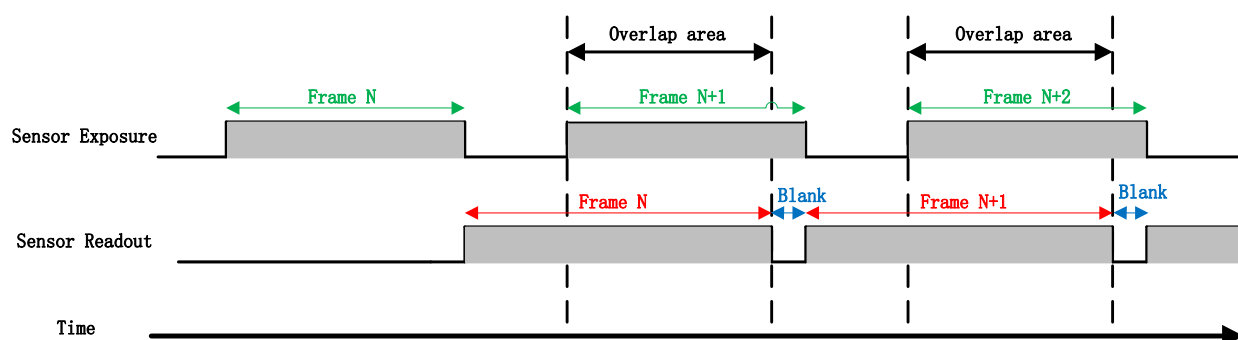 Overlap area
Overlap area
Frame N
Frame N+1
Frame N+2
Sensor Exposure
Blank
Blank
Frame N
Frame N+1
Sensor Readout
Time